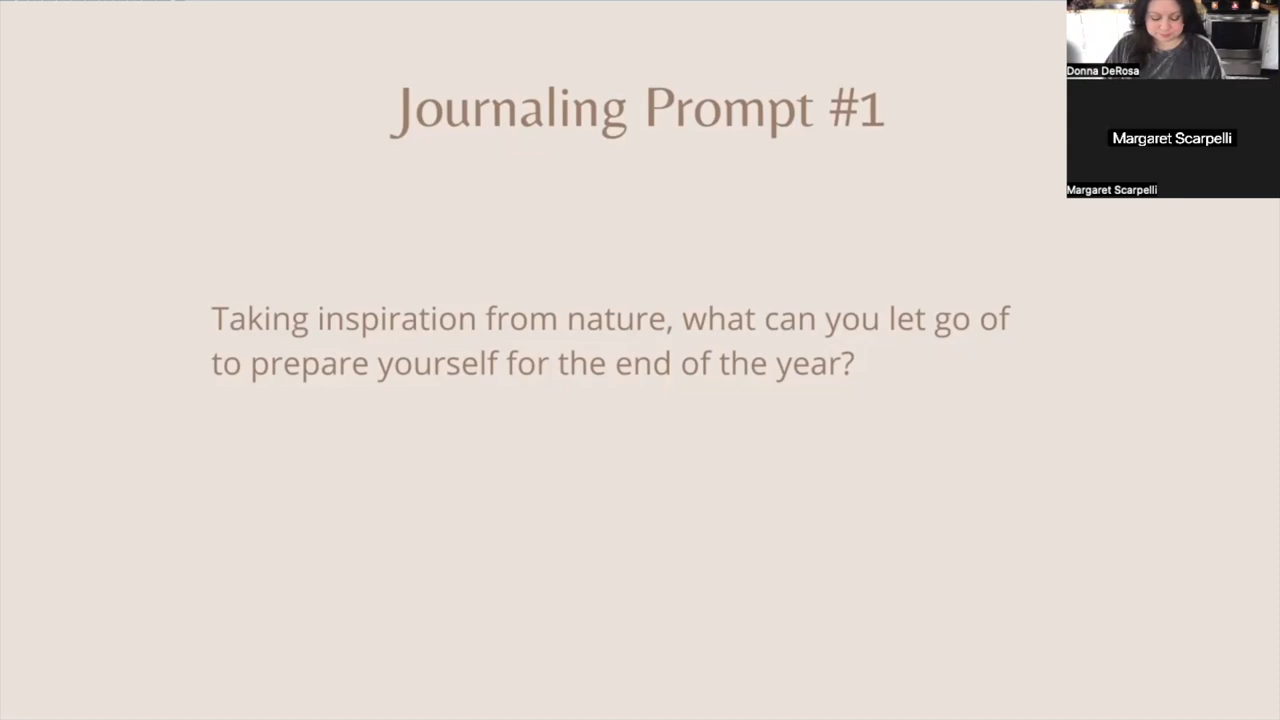 Journaling Prompt #1
Donna DeRosa
Margaret Scarpelli
Margaret Scarpelli
Taking inspiration from nature, what can you let go of
to prepare yourself for the end of the year?